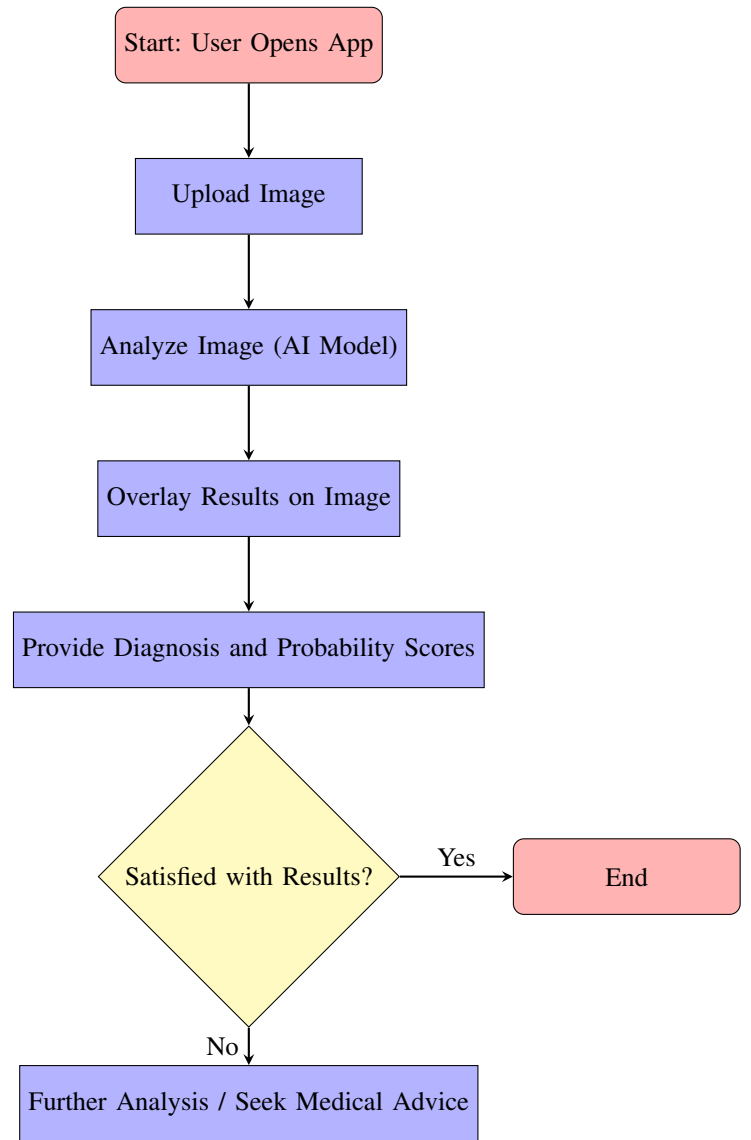 Start: User Opens App
Upload Image
Analyze Image (AI Model)
Overlay Results on Image
Provide Diagnosis and Probability Scores
Satisfied with Results?
Yes
End
No
Further Analysis / Seek Medical Advice